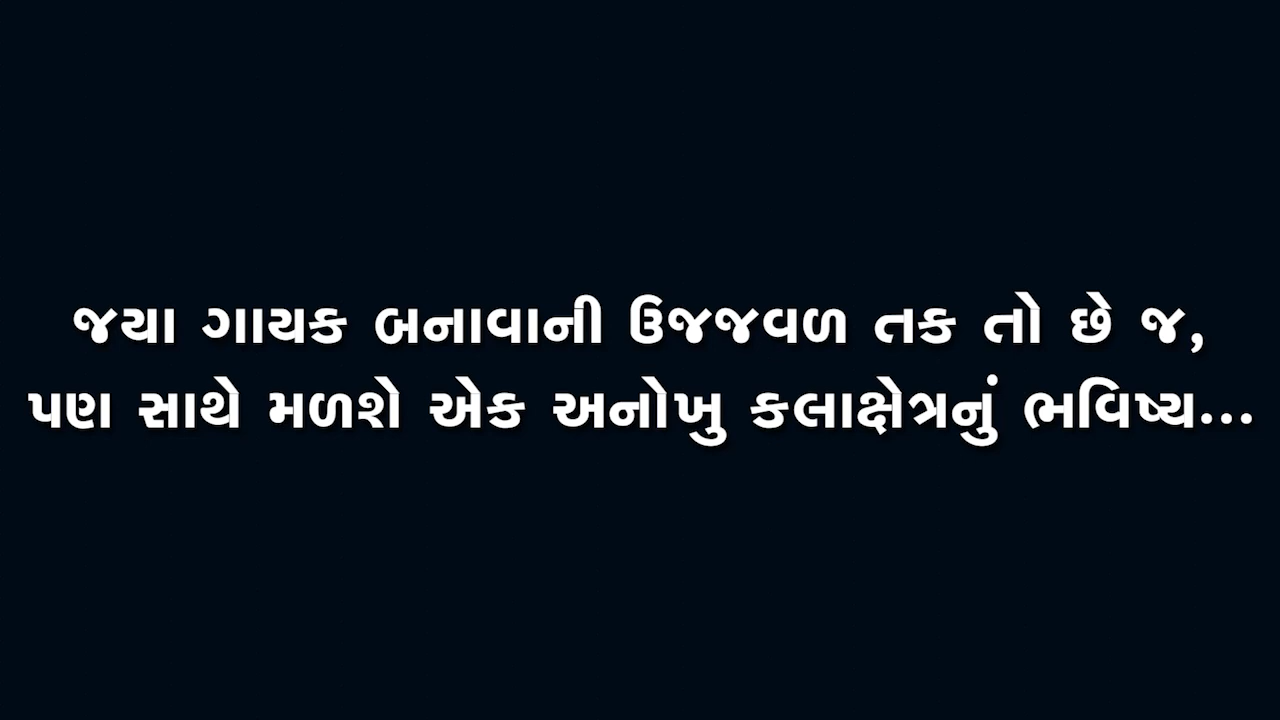 જયા ગાયક બનાવાની ઉજજવળ તક તો છે જ,
પણ સાથે મળશે એક અનોખુ કલાક્ષેત્રનું ભવિષ્ય...